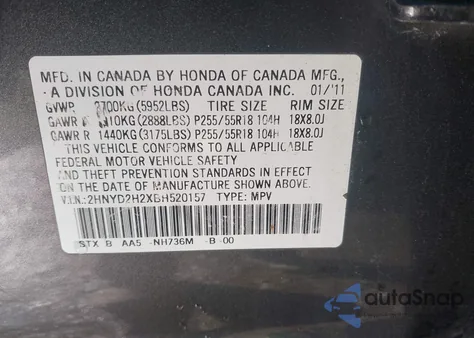 MFD. IN CANADA BY HONDA OF CANADA MFG.,
A DIVISION OF HONDA CANADA INC. 01/'11
GVWR 2700KG(5952LBS) TIRE SIZE RIM SIZE
GAWR F 1310KG(2888LBS) P255/55R18 104H 18X8.0J
GAWR R 1440KG(3175LBS) P255/55R18 104H 18X8.0J
THIS VEHICLE CONFORMS TO ALL APPLICABLE
FEDERAL MOTOR VEHICLE SAFETY
AND THEFT PREVENTION STANDARDS IN EFFECT
ON THE DATE OF MANUFACTURE SHOWN ABOVE.
V.I.N.:2HNYD2H2XBH520157 TYPE: MPV
STX B AA5 -NH736M -B 00
autoSnap